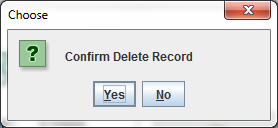 Choose
?
Confirm Delete Record
Yes No